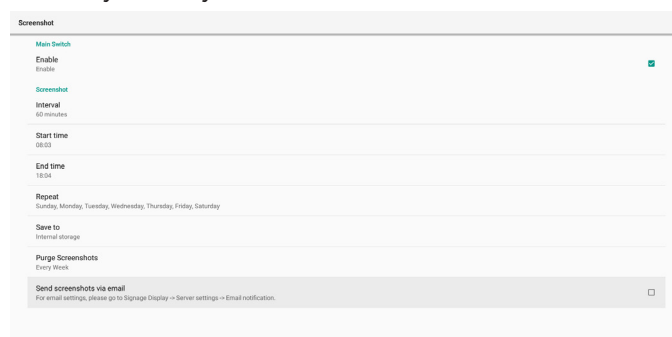 Screenshot
Main Switch
Enable
Enable
Screenshot
Interval
60 minutes
Start time
08:03
End time
18:04
Repeat
Sunday, Monday, Tuesday, Wednesday, Thursday, Friday, Saturday
Save to
Internal storage
Purge Screenshots
Every Week
Send screenshots via email
For email settings, please go to Signage Display -> Server settings -> Email notification.